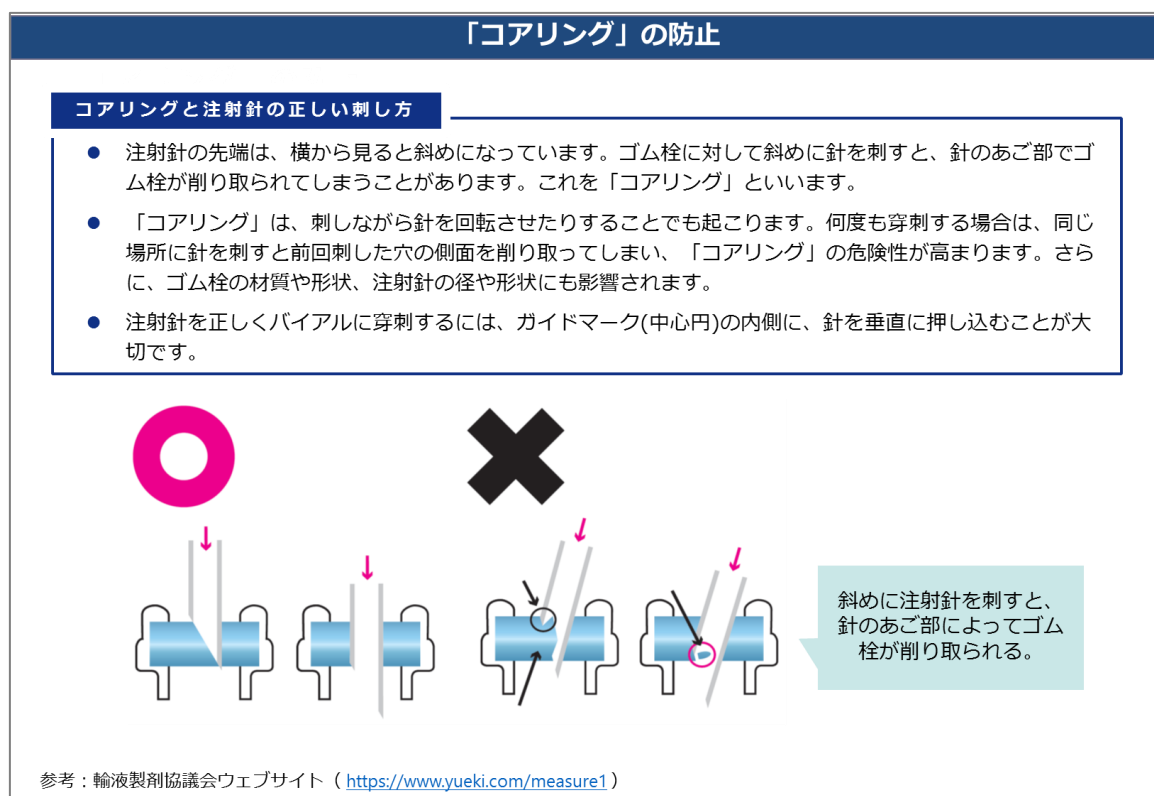 「コアリング」の防止
コアリングと注射針の正しい刺し方
● 注射針の先端は、横から見ると斜めになっています。ゴム栓に対して斜めに針を刺すと、針のあご部でゴ
ム栓が削り取られてしまうことがあります。これを「コアリング」といいます。
● 「コアリング」は、刺しながら針を回転させたりすることでも起こります。何度も穿刺する場合は、同じ
場所に針を刺すと前回刺した穴の側面を削り取ってしまい、「コアリング」の危険性が高まります。さら
に、ゴム栓の材質や形状、注射針の径や形状にも影響されます。
● 注射針を正しくバイアルに穿刺するには、ガイドマーク(中心円)の内側に、針を垂直に押し込むことが大
切です。
斜めに注射針を刺すと、
針のあご部によってゴム
栓が削り取られる。
参考：輸液製剤協議会ウェブサイト（ https://www.yueki.com/measure1 ）